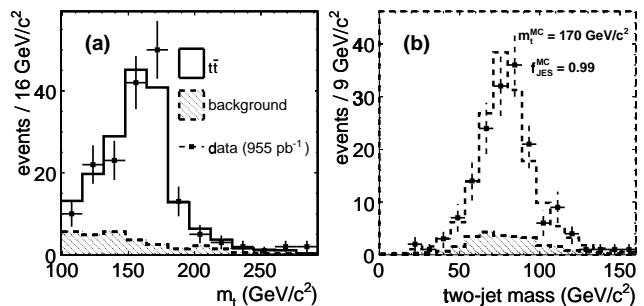 (a)
events / 16 GeV/c²
60
40
20
0
100 150 200 250
m_t (GeV/c²)
tt̄
background
data (955 pb⁻¹)
(b)
events / 9 GeV/c²
40
30
20
10
0
0 50 100 150
two-jet mass (GeV/c²)
m_t^MC = 170 GeV/c²
f_JES^MC = 0.99